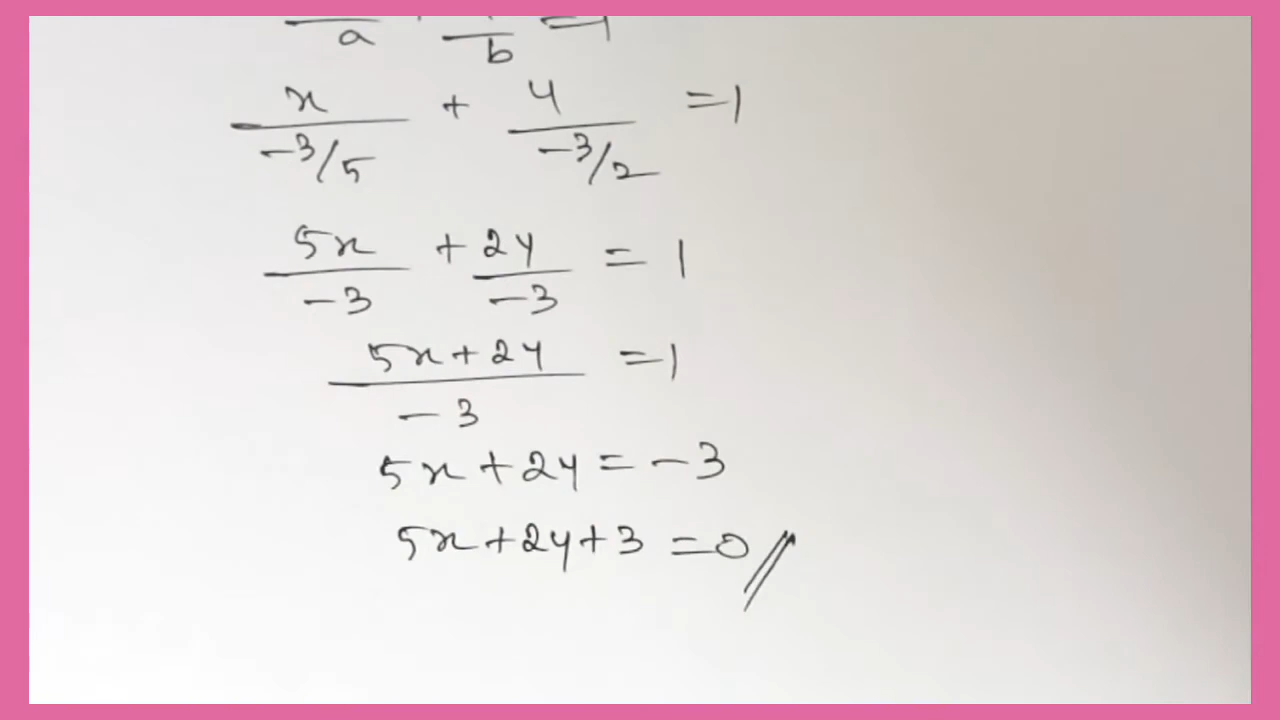 a b =1
x/(-3/5) + y/(-3/2) =1
5x/-3 + 2y/-3 = 1
5x+2y/-3 =1
5x+2y=-3
5x+2y+3=0//